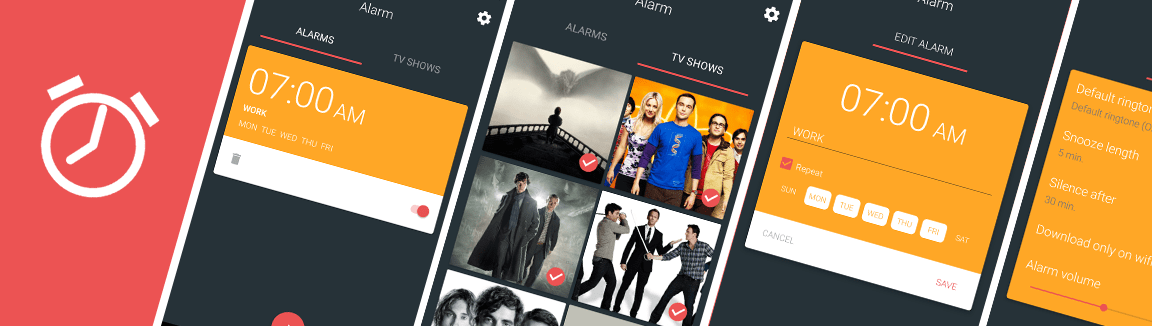 Alarm
ALARMS
TV SHOWS
07:00 AM
WORK
MON TUE WED THU FRI
Alarm
ALARMS
TV SHOWS
Alarm
EDIT ALARM
07:00 AM
WORK
Repeat
SUN MON TUE WED THU FRI SAT
CANCEL
SAVE
Default ringto
Default ringtone (O
Snooze length
5 min.
Silence after
30 min.
Download only on wifi
Alarm volume